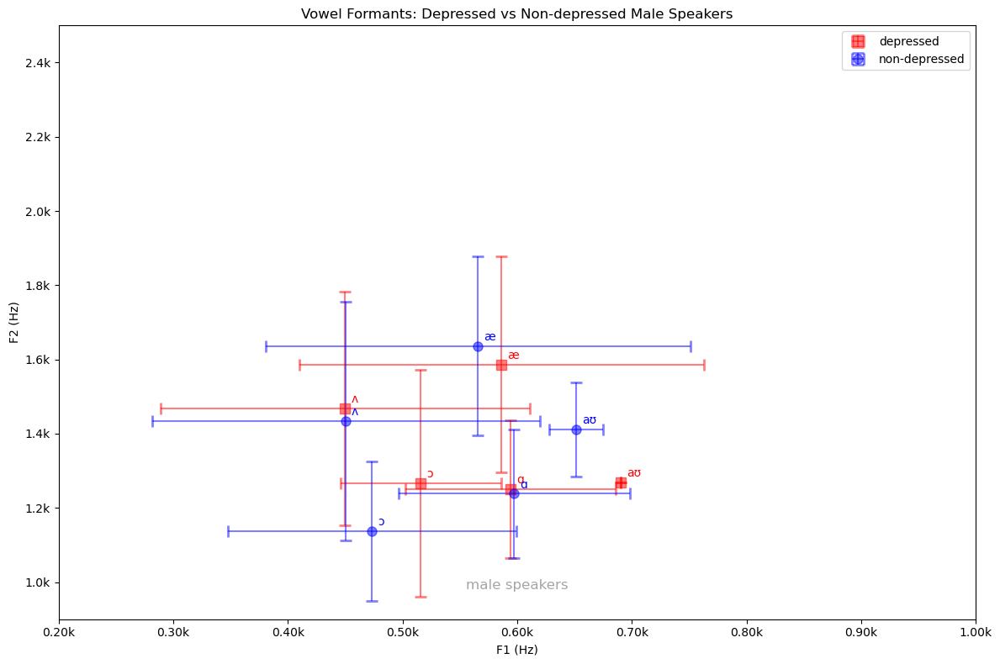 Vowel Formants: Depressed vs Non-depressed Male Speakers
depressed
non-depressed
2.4k
2.2k
2.0k
1.8k
1.6k
1.4k
1.2k
1.0k
F2 (Hz)
æ
æ
ʌ
ʌ
aʊ
ɔ
ɑ
ɑ
aʊ
ɔ
male speakers
0.20k 0.30k 0.40k 0.50k 0.60k 0.70k 0.80k 0.90k 1.00k
F1 (Hz)